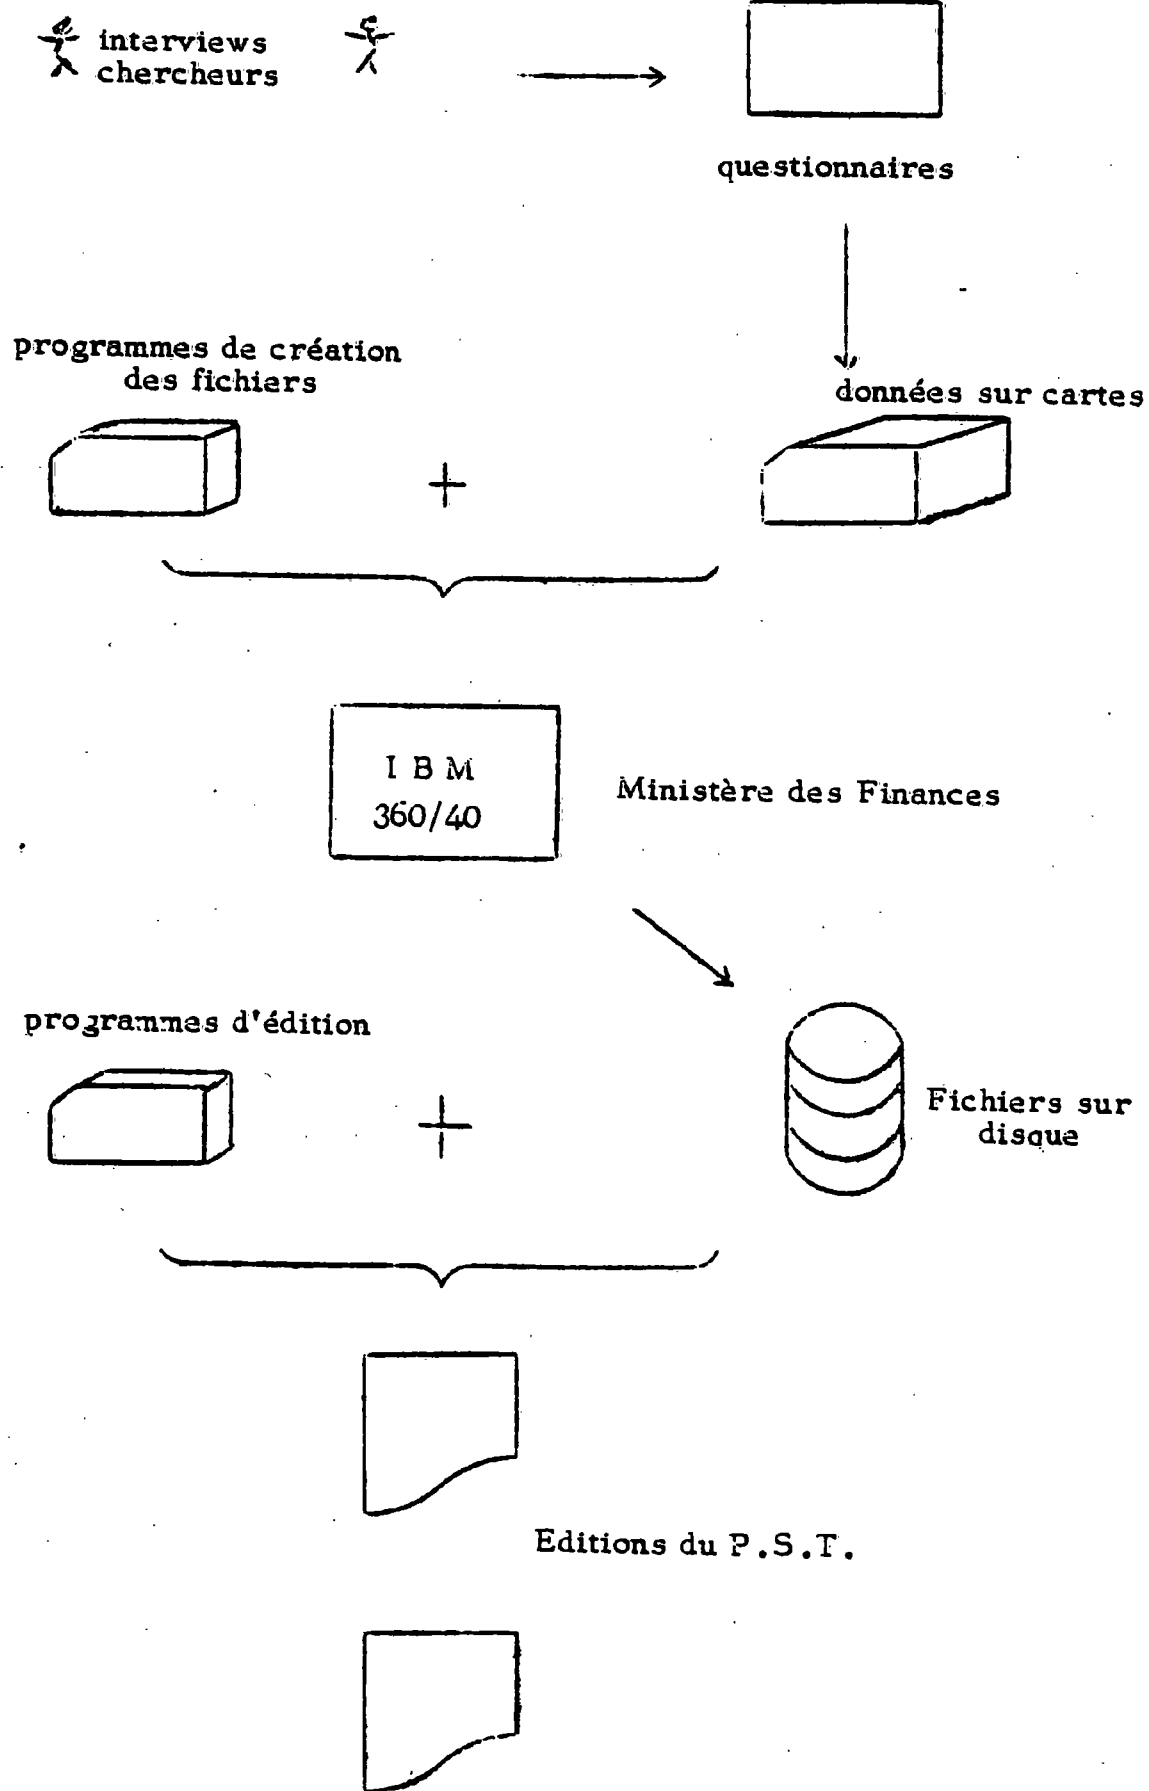 interviews
chercheurs
questionnaires
programmes de création
des fichiers
données sur cartes
+
I B M
360/40
Ministère des Finances
programmes d'édition
+
Fichiers sur
disque
Editions du P.S.T.